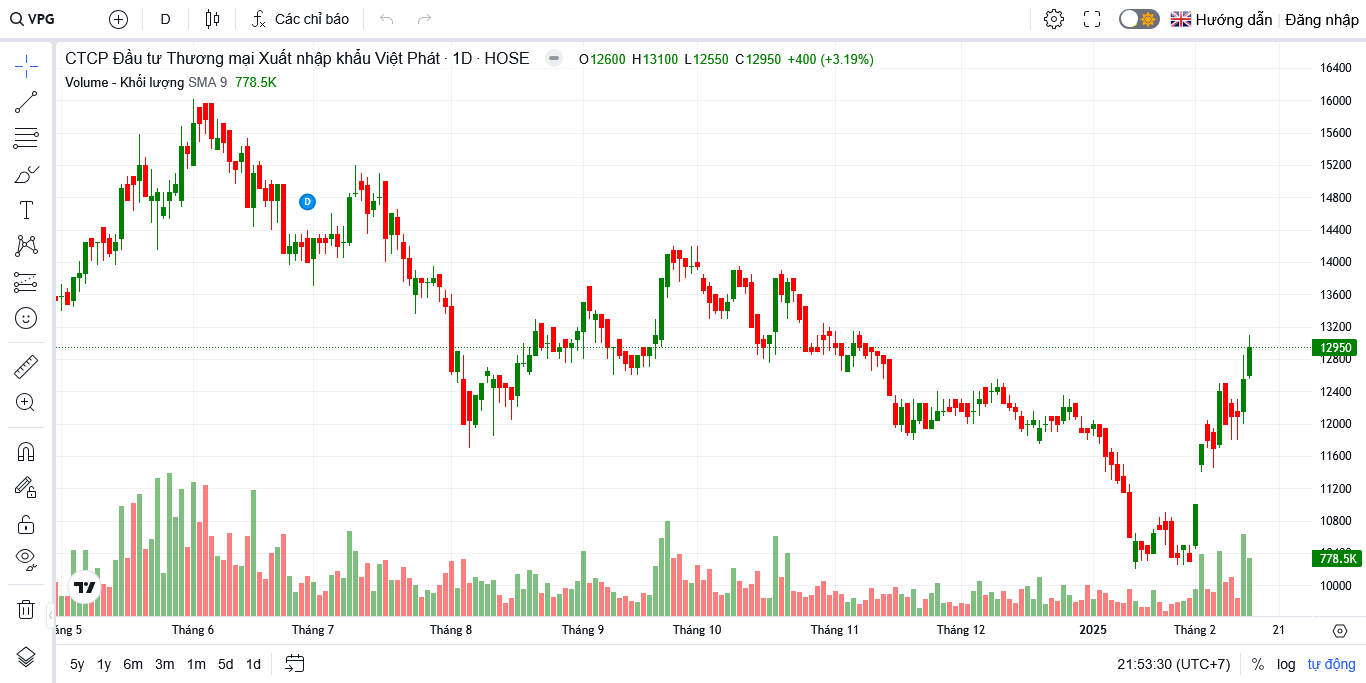 VPG D Các chỉ báo Hướng dẫn Đăng nhập
CTCP Đầu tư Thương mại Xuất nhập khẩu Việt Phát · 1D · HOSE O12600 H13100 L12550 C12950 +400 (+3.19%)
Volume - Khối lượng SMA 9 778.5K
16400
16000
15600
15200
14800
D
14400
14000
13600
13200
12950
12800
12400
12000
11600
11200
10800
778.5K
10000
áng 5 Tháng 6 Tháng 7 Tháng 8 Tháng 9 Tháng 10 Tháng 11 Tháng 12 2025 Tháng 2 21
5y 1y 6m 3m 1m 5d 1d 21:53:30 (UTC+7) % log tự động